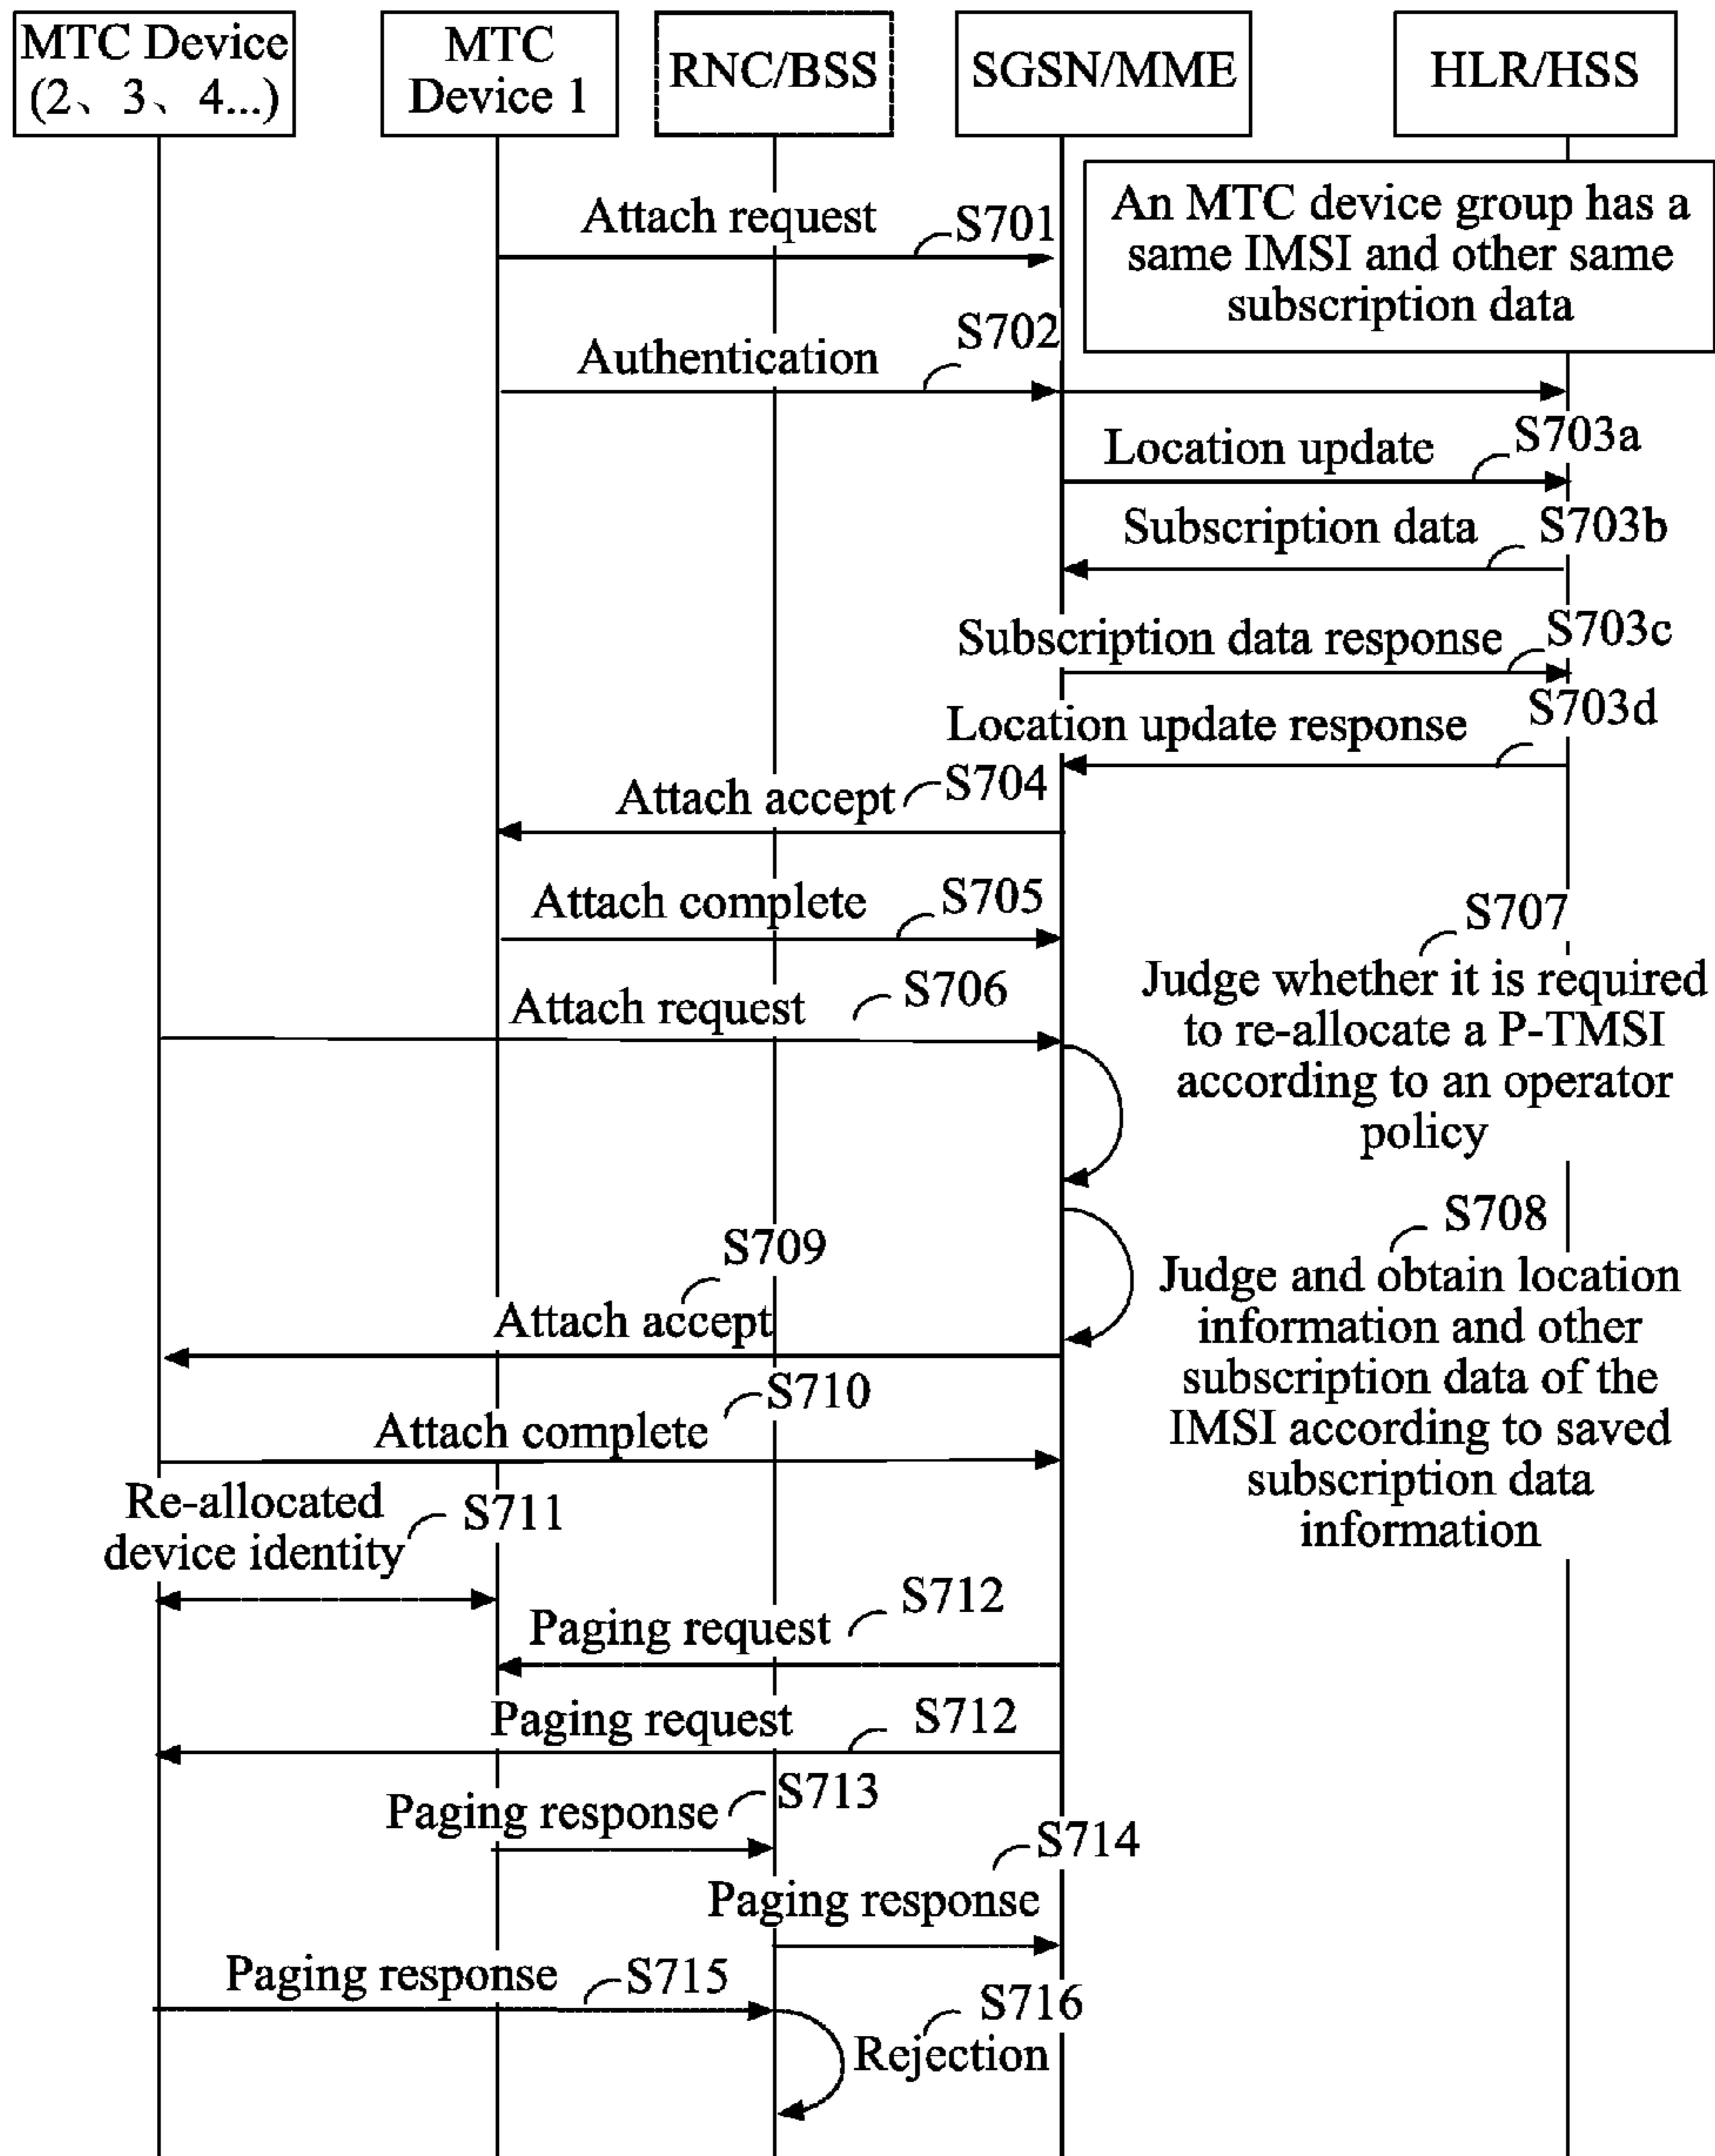 MTC Device
(2、3、4...)
MTC
Device 1
RNC/BSS
SGSN/MME
HLR/HSS
An MTC device group has a
same IMSI and other same
subscription data
Attach request
S701
Authentication
S702
Location update
S703a
Subscription data
S703b
Subscription data response
S703c
Location update response
S703d
Attach accept
S704
Attach complete
S705
Attach request
S706
S707
Judge whether it is required
to re-allocate a P-TMSI
according to an operator
policy
S708
Judge and obtain location
information and other
subscription data of the
IMSI according to saved
subscription data
information
S709
Attach accept
S710
Attach complete
Re-allocated
device identity
S711
Paging request
S712
Paging request
S712
Paging response
S713
S714
Paging response
Paging response
S715
S716
Rejection